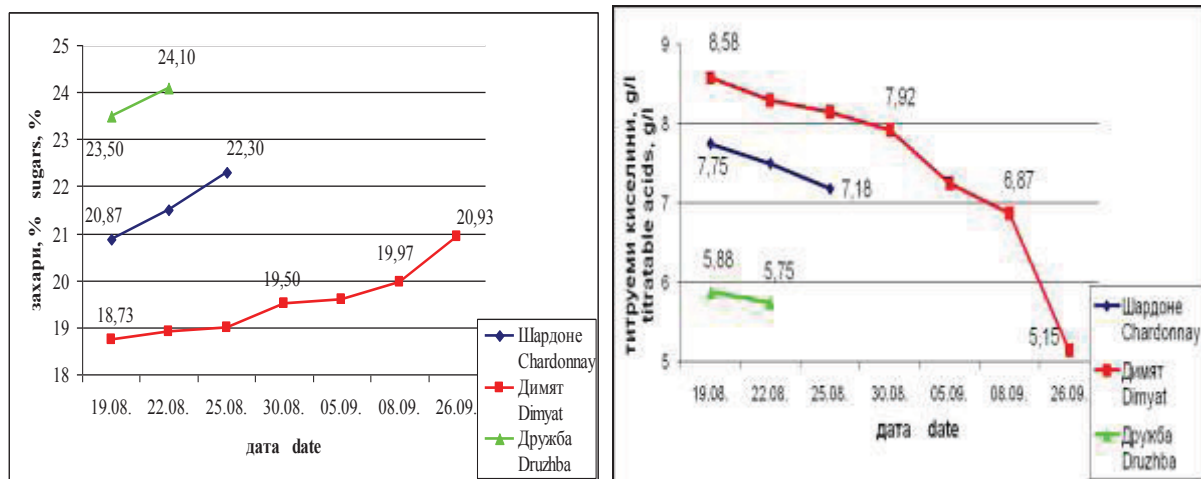 захари, % sugars, %
25
24
23
22
21
20
19
18
24,10
23,50
22,30
20,87
20,93
19,97
19,50
18,73
19.08. 22.08. 25.08. 30.08. 05.09. 08.09. 26.09.
дата date
Шардоне
Chardonnay
Димят
Dimyat
Дружба
Druzhba
титруеми киселини, g/l
titratable acids, g/l
9
8
7
6
5
8,58
7,92
7,75
7,18
6,87
5,88
5,75
5,15
19.08. 22.08. 25.08. 30.08. 05.09. 08.09. 26.09.
дата date
Шардоне
Chardonnay
Димят
Dimyat
Дружба
Druzhba